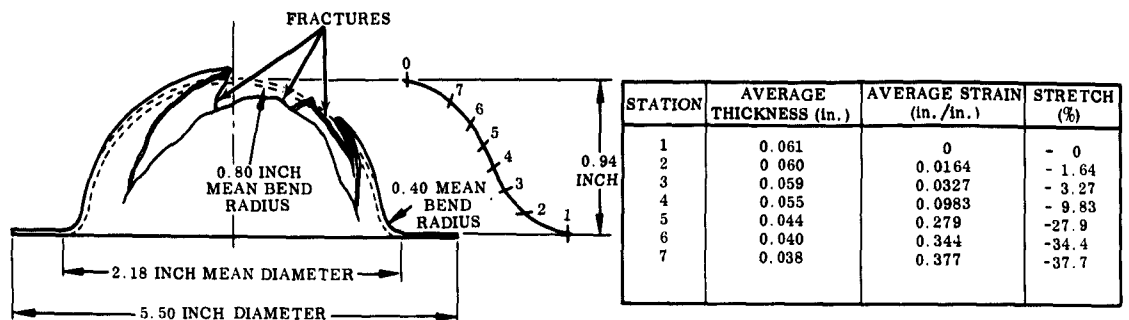 FRACTURES
0.80 INCH
MEAN BEND
RADIUS
0.40 MEAN
BEND
RADIUS
2.18 INCH MEAN DIAMETER
5.50 INCH DIAMETER
0
7
6
5
4
3
2
1
0.94
INCH
STATION AVERAGE THICKNESS (in.) AVERAGE STRAIN (in./in.) STRETCH (%)
1 0.061 0 - 0
2 0.060 0.0164 - 1.64
3 0.059 0.0327 - 3.27
4 0.055 0.0983 - 9.83
5 0.044 0.279 -27.9
6 0.040 0.344 -34.4
7 0.038 0.377 -37.7